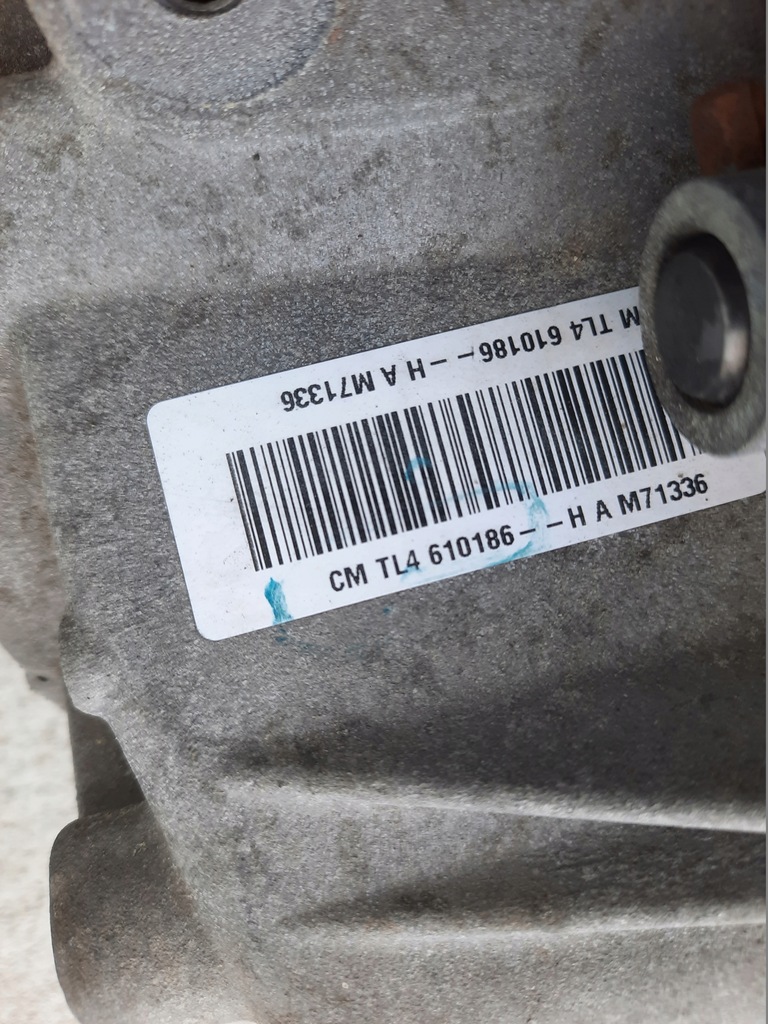 M TL4 610186 -- H A M71336
CM TL4 610186 -- H A M71336